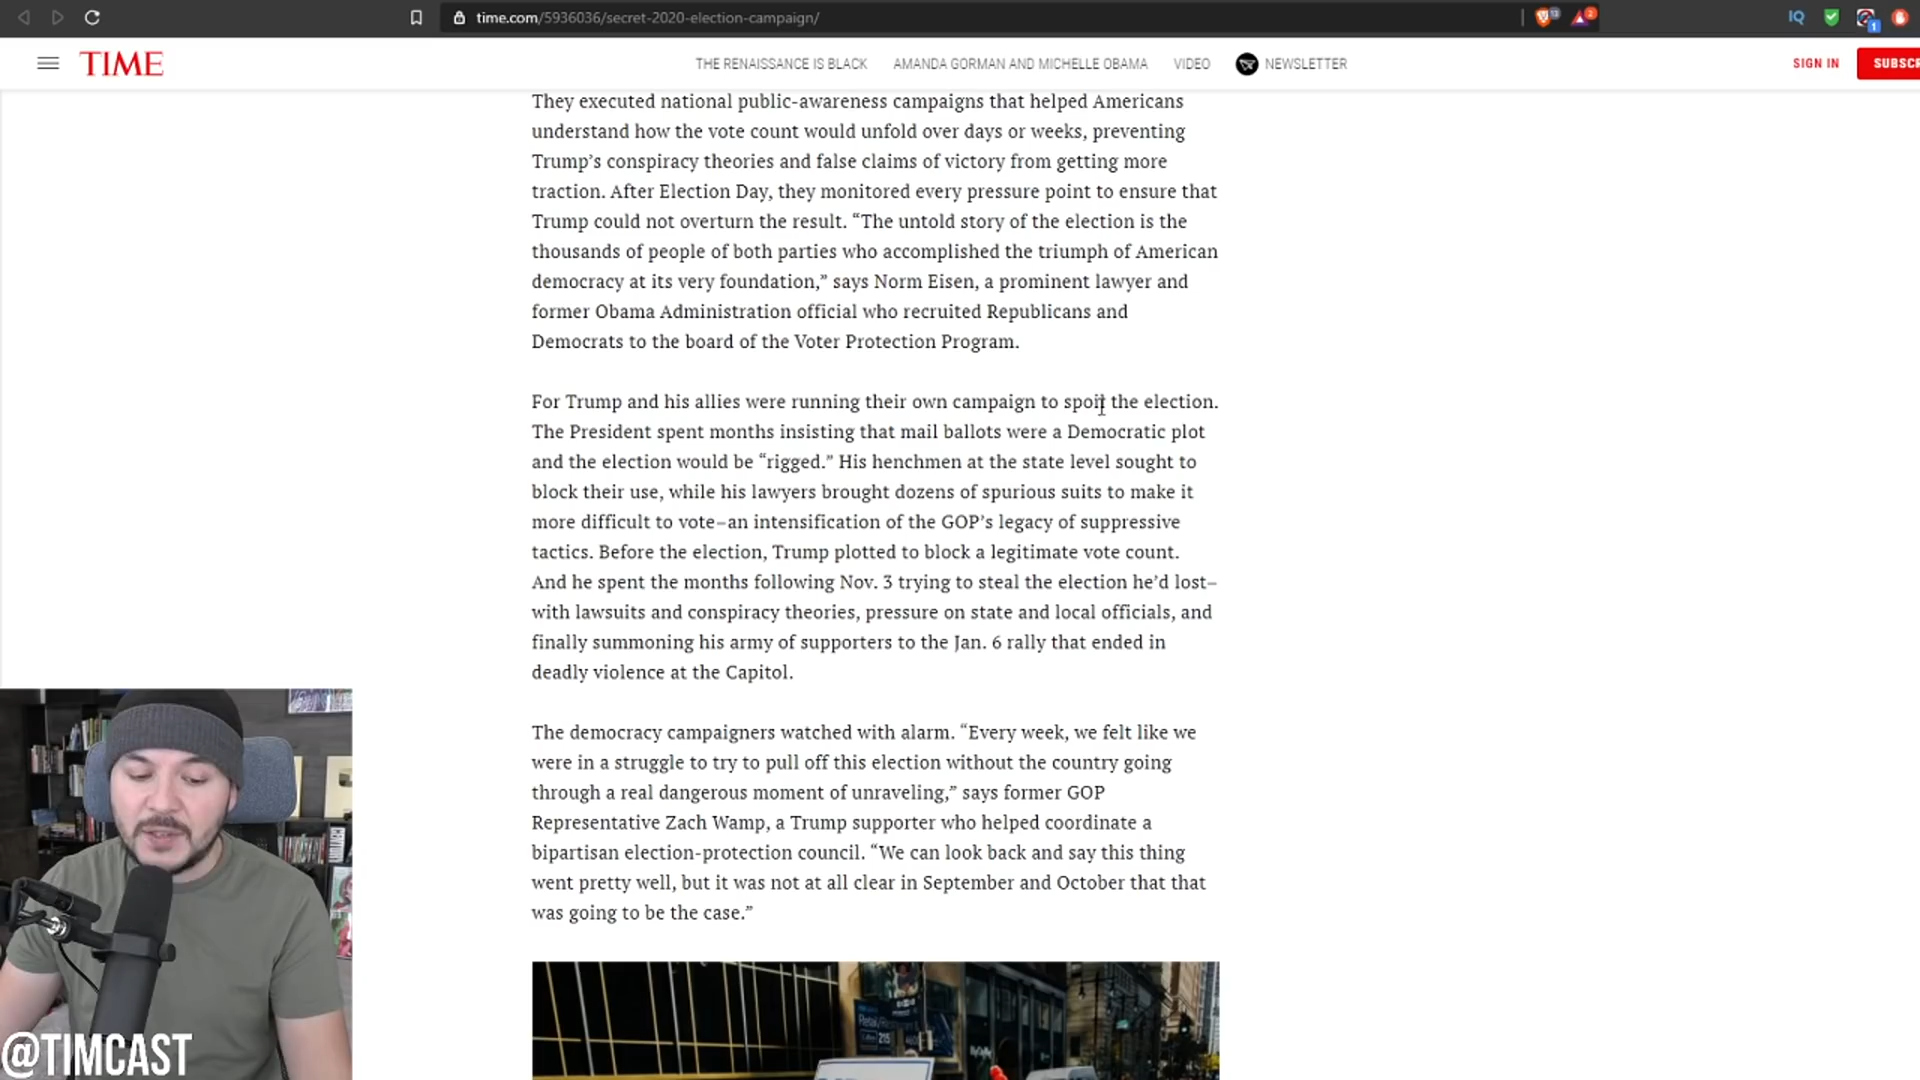 time.com/5936036/secret-2020-election-campaign/
13
2
IQ
1
TIME
THE RENAISSANCE IS BLACK
AMANDA GORMAN AND MICHELLE OBAMA
VIDEO
NEWSLETTER
SIGN IN
SUBSCR
They executed national public-awareness campaigns that helped Americans
understand how the vote count would unfold over days or weeks, preventing
Trump’s conspiracy theories and false claims of victory from getting more
traction. After Election Day, they monitored every pressure point to ensure that
Trump could not overturn the result. “The untold story of the election is the
thousands of people of both parties who accomplished the triumph of American
democracy at its very foundation,” says Norm Eisen, a prominent lawyer and
former Obama Administration official who recruited Republicans and
Democrats to the board of the Voter Protection Program.
For Trump and his allies were running their own campaign to spoil the election.
The President spent months insisting that mail ballots were a Democratic plot
and the election would be “rigged.” His henchmen at the state level sought to
block their use, while his lawyers brought dozens of spurious suits to make it
more difficult to vote–an intensification of the GOP’s legacy of suppressive
tactics. Before the election, Trump plotted to block a legitimate vote count.
And he spent the months following Nov. 3 trying to steal the election he’d lost–
with lawsuits and conspiracy theories, pressure on state and local officials, and
finally summoning his army of supporters to the Jan. 6 rally that ended in
deadly violence at the Capitol.
The democracy campaigners watched with alarm. “Every week, we felt like we
were in a struggle to try to pull off this election without the country going
through a real dangerous moment of unraveling,” says former GOP
Representative Zach Wamp, a Trump supporter who helped coordinate a
bipartisan election-protection council. “We can look back and say this thing
went pretty well, but it was not at all clear in September and October that that
was going to be the case.”
215
@TIMCAST